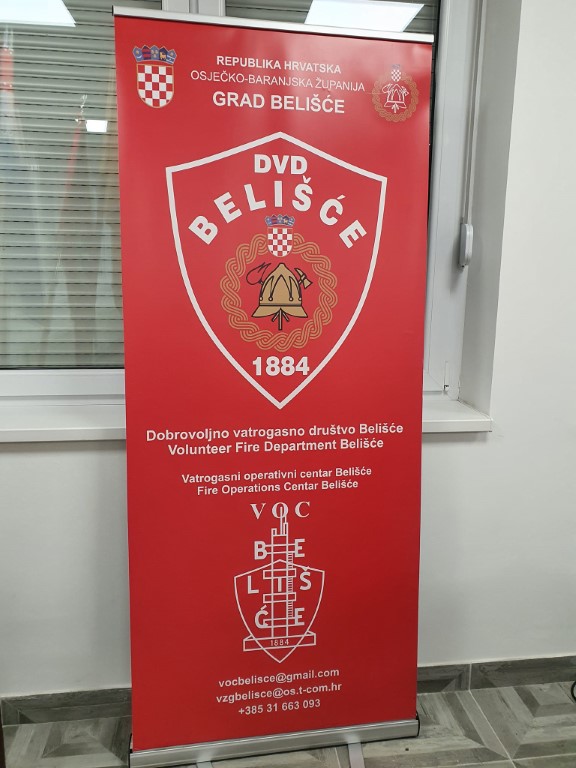 REPUBLIKA HRVATSKA
OSJEČKO-BARANJSKA ŽUPANIJA
GRAD BELIŠĆE
DVD
BELIŠĆE
1884
Dobrovoljno vatrogasno društvo Belišće
Volunteer Fire Department Belišće
Vatrogasni operativni centar Belišće
Fire Operations Centar Belišće
VOC
BE
LIŠ
ĆE
1884
vocbelisce@gmail.com
vzgbelisce@os.t-com.hr
+385 31 663 093